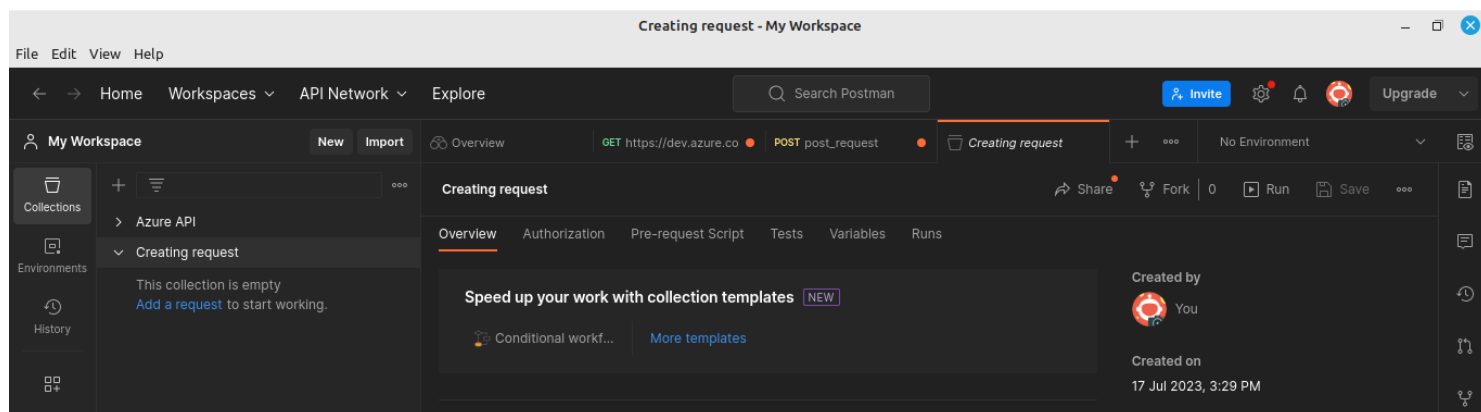 Creating request - My Workspace
File Edit View Help
Home Workspaces API Network Explore Search Postman Invite Upgrade
My Workspace New Import Overview GET https://dev.azure.co POST post_request Creating request No Environment
Collections
Creating request Share Fork 0 Run Save
Azure API
Overview Authorization Pre-request Script Tests Variables Runs
Environments
Creating request
This collection is empty
Add a request to start working.
History
Speed up your work with collection templates NEW
Conditional workf... More templates
Created by
You
Created on
17 Jul 2023, 3:29 PM